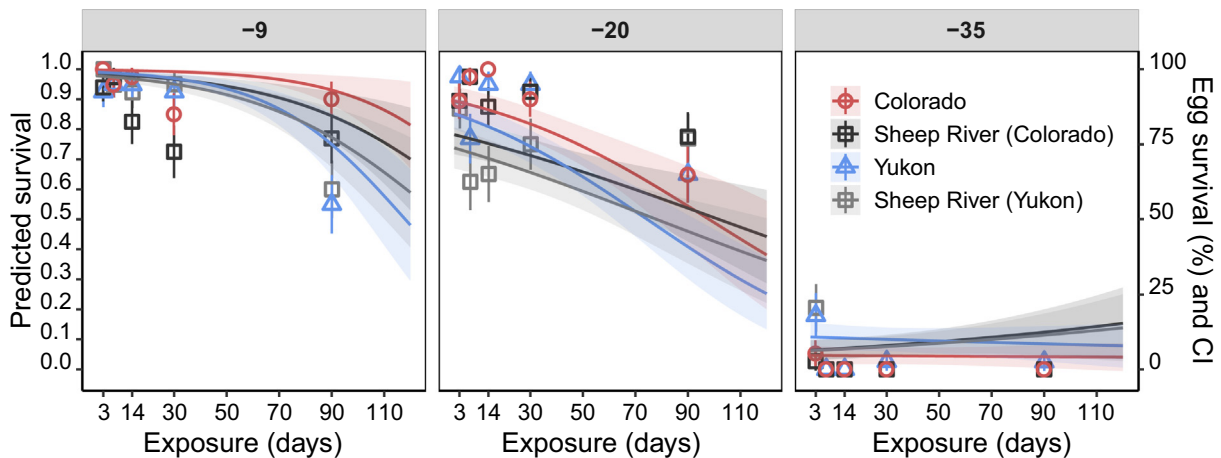 −9
−20
−35
Predicted survival
1.0
0.9
0.8
0.7
0.6
0.5
0.4
0.3
0.2
0.1
0.0
3 14 30 50 70 90 110
3 14 30 50 70 90 110
3 14 30 50 70 90 110
Exposure (days)
Exposure (days)
Exposure (days)
Colorado
Sheep River (Colorado)
Yukon
Sheep River (Yukon)
100
75
50
25
0
Egg survival (%) and CI